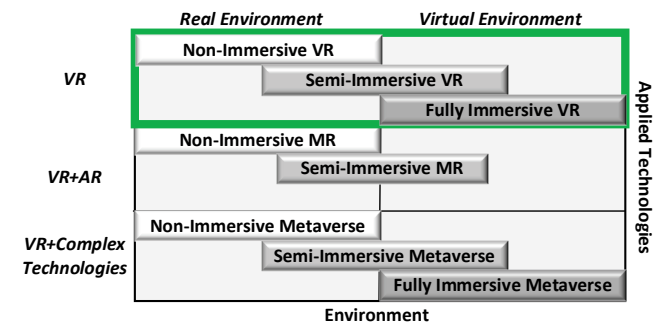 Real Environment
Virtual Environment
VR
Non-Immersive VR
Semi-Immersive VR
Fully Immersive VR
VR+AR
Non-Immersive MR
Semi-Immersive MR
VR+Complex
Technologies
Non-Immersive Metaverse
Semi-Immersive Metaverse
Fully Immersive Metaverse
Applied Technologies
Environment